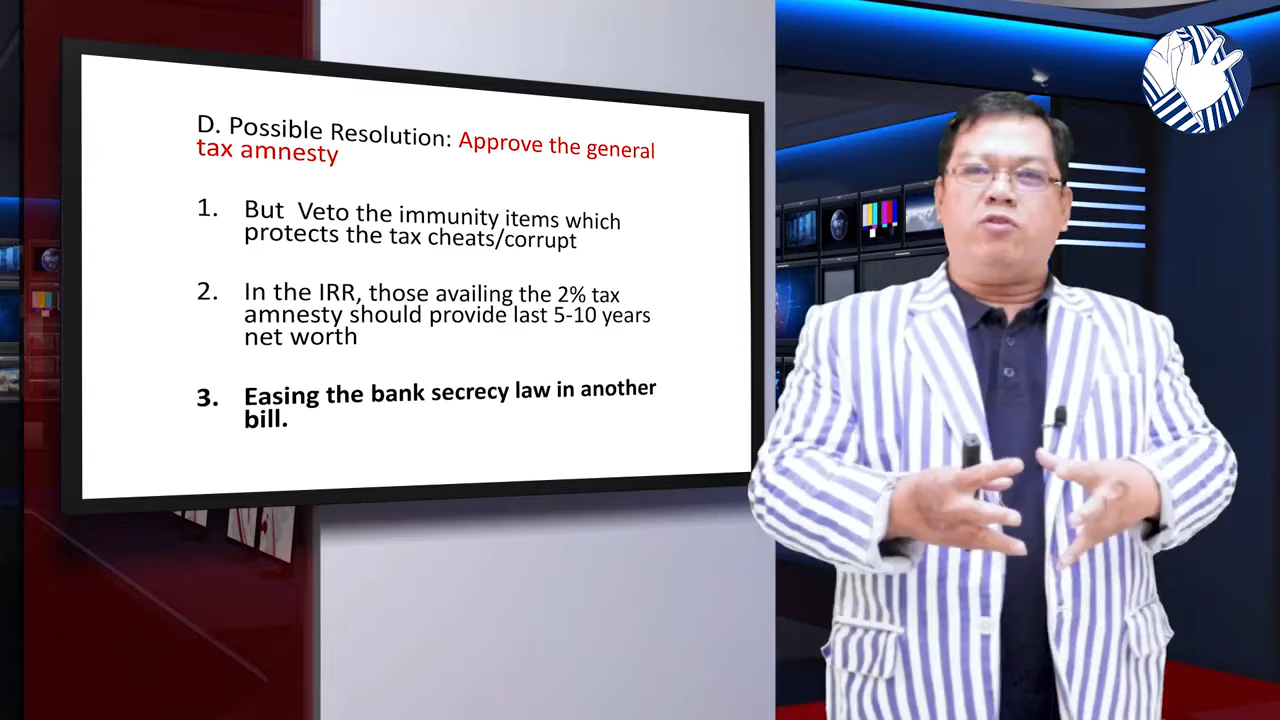 D. Possible Resolution: Approve the general
tax amnesty
1. But Veto the immunity items which
protects the tax cheats/corrupt
2. In the IRR, those availing the 2% tax
amnesty should provide last 5-10 years
net worth
3. Easing the bank secrecy law in another
bill.